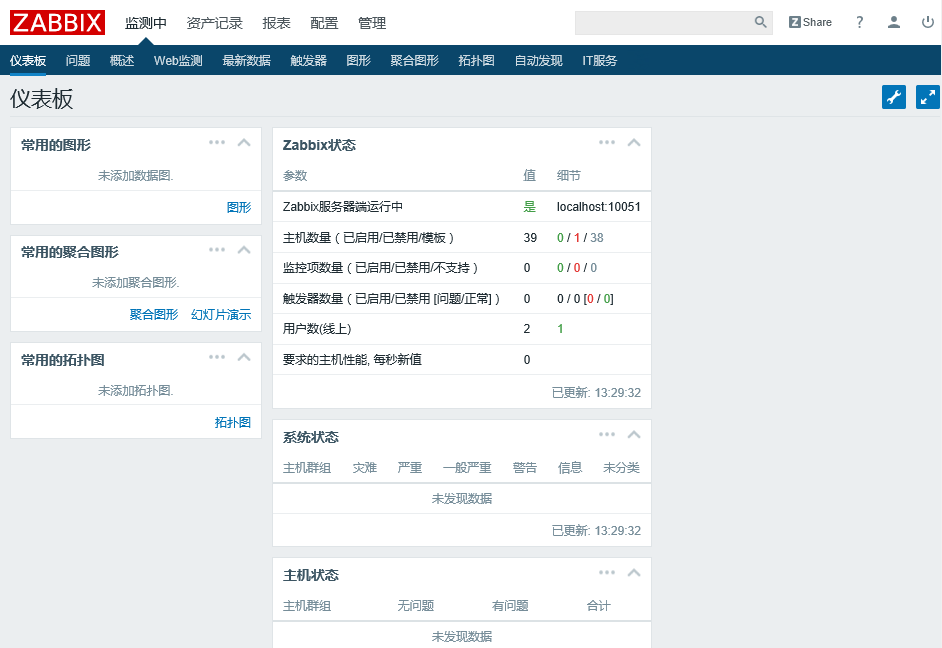 ZABBIX 监测中 资产记录 报表 配置 管理 Z Share ?
仪表板 问题 概述 Web监测 最新数据 触发器 图形 聚合图形 拓扑图 自动发现 IT服务
仪表板
常用的图形
未添加数据图.
图形
常用的聚合图形
未添加聚合图形.
聚合图形 幻灯片演示
常用的拓扑图
未添加拓扑图.
拓扑图
Zabbix状态
参数 值 细节
Zabbix服务器端运行中 是 localhost:10051
主机数量（已启用/已禁用/模板） 39 0 / 1 / 38
监控项数量（已启用/已禁用/不支持） 0 0 / 0 / 0
触发器数量（已启用/已禁用 [问题/正常]） 0 0 / 0 [0 / 0]
用户数(线上) 2 1
要求的主机性能, 每秒新值 0
已更新: 13:29:32
系统状态
主机群组 灾难 严重 一般严重 警告 信息 未分类
未发现数据
已更新: 13:29:32
主机状态
主机群组 无问题 有问题 合计
未发现数据